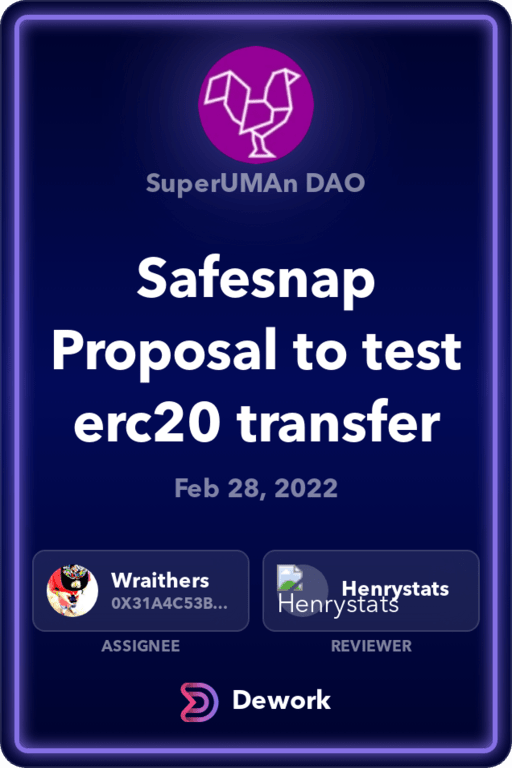 SuperUMAn DAO
Safesnap
Proposal to test
erc20 transfer
Feb 28, 2022
Wraithers
0X31A4C53B...
Henrystats
Henrystats
ASSIGNEE
REVIEWER
Dework